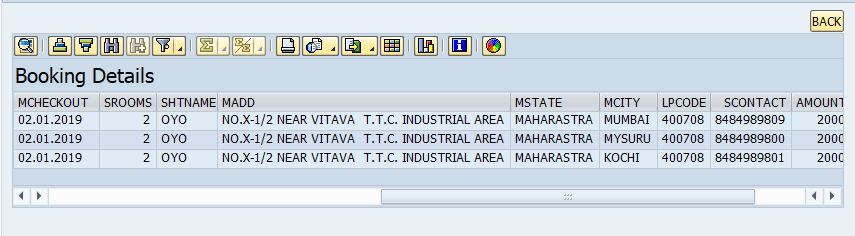 BACK
Booking Details
MCHECKOUT SROOMS SHTNAME MADD MSTATE MCITY LPCODE SCONTACT AMOUNT
02.01.2019 2 OYO NO.X-1/2 NEAR VITAVA T.T.C. INDUSTRIAL AREA MAHARASTRA MUMBAI 400708 8484989809 2000
02.01.2019 2 OYO NO.X-1/2 NEAR VITAVA T.T.C. INDUSTRIAL AREA MAHARASTRA MYSURU 400708 8484989800 2000
02.01.2019 2 OYO NO.X-1/2 NEAR VITAVA T.T.C. INDUSTRIAL AREA MAHARASTRA KOCHI 400708 8484989801 2000